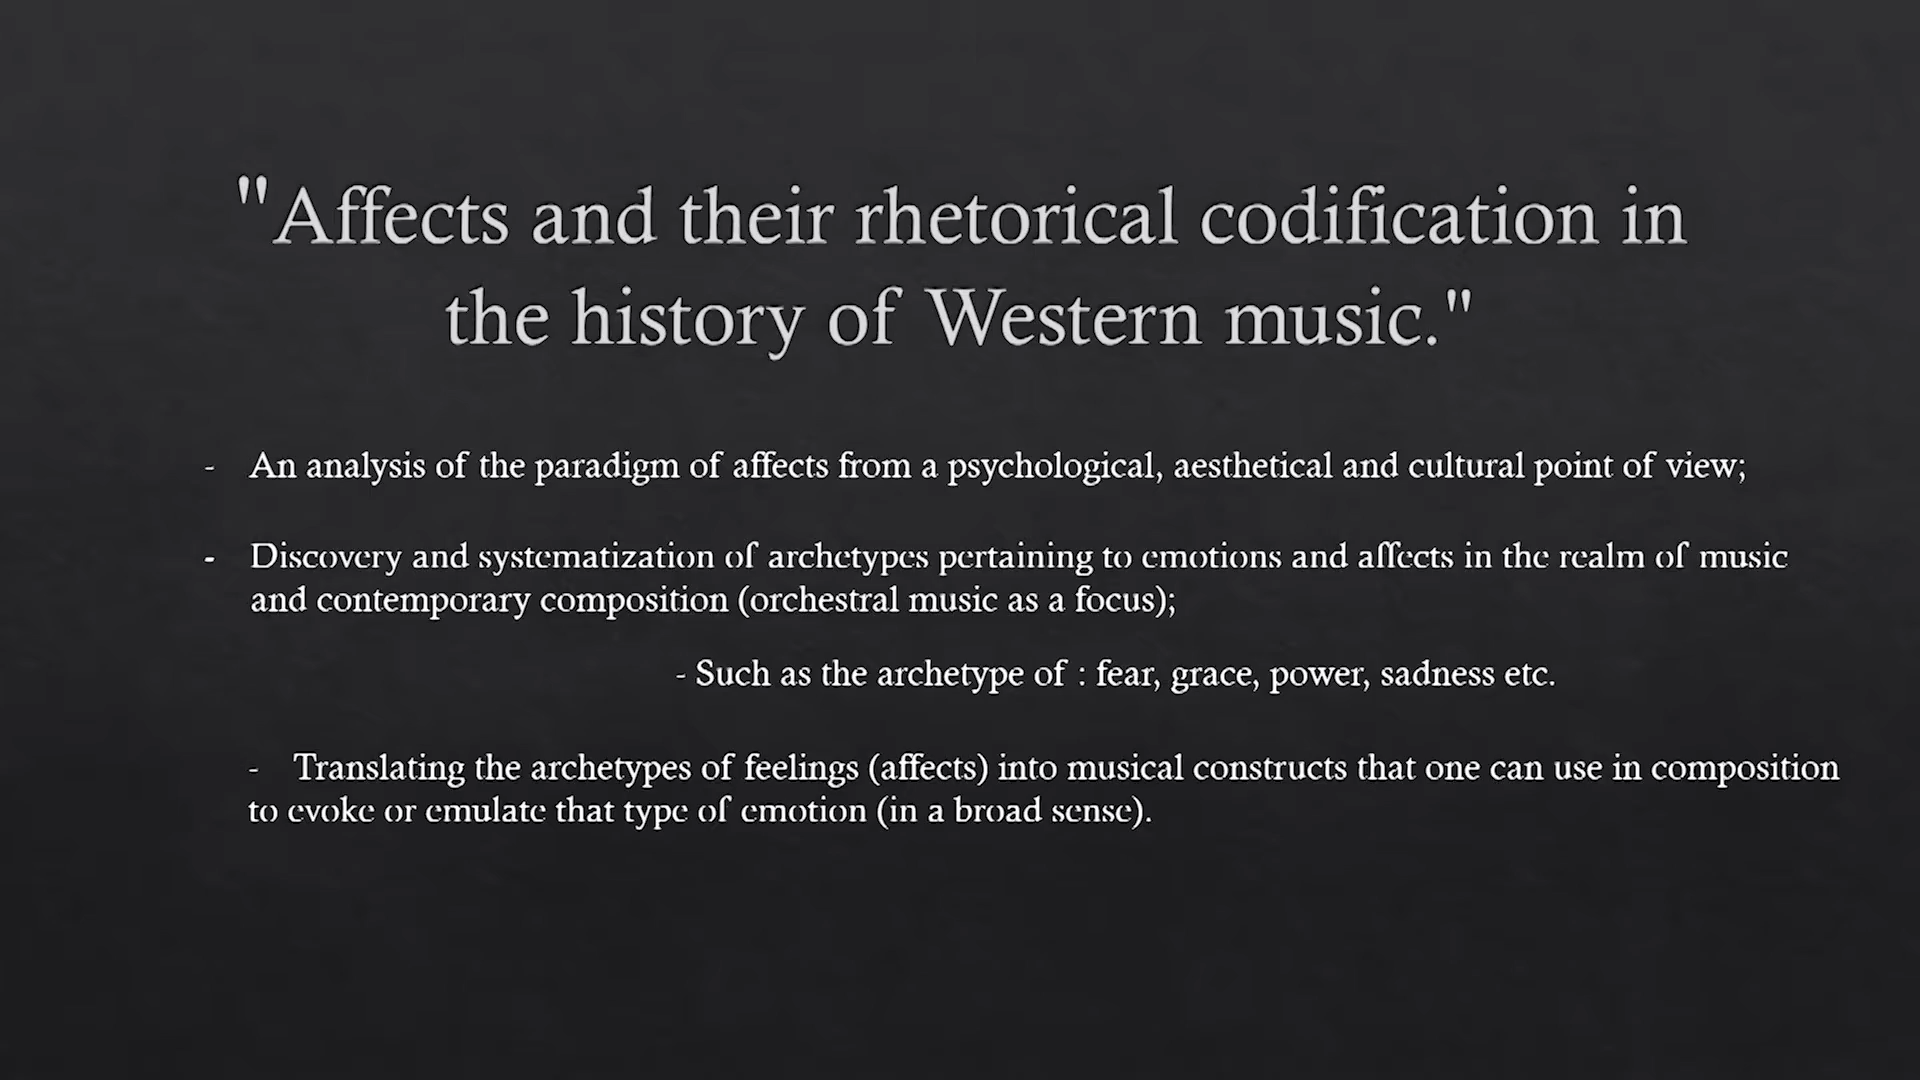 "Affects and their rhetorical codification in
the history of Western music."
- An analysis of the paradigm of affects from a psychological, aesthetical and cultural point of view;
- Discovery and systematization of archetypes pertaining to emotions and affects in the realm of music
and contemporary composition (orchestral music as a focus);
- Such as the archetype of : fear, grace, power, sadness etc.
- Translating the archetypes of feelings (affects) into musical constructs that one can use in composition
to evoke or emulate that type of emotion (in a broad sense).